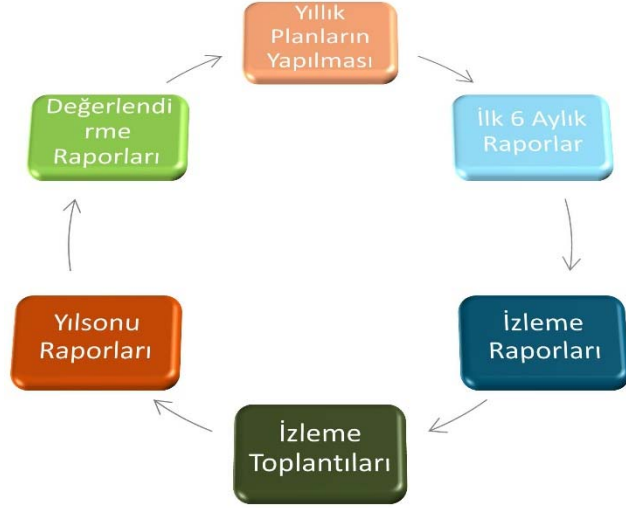 Yıllık
Planların
Yapılması
İlk 6 Aylık
Raporlar
İzleme
Raporları
İzleme
Toplantıları
Yılsonu
Raporları
Değerlendi
rme
Raporları